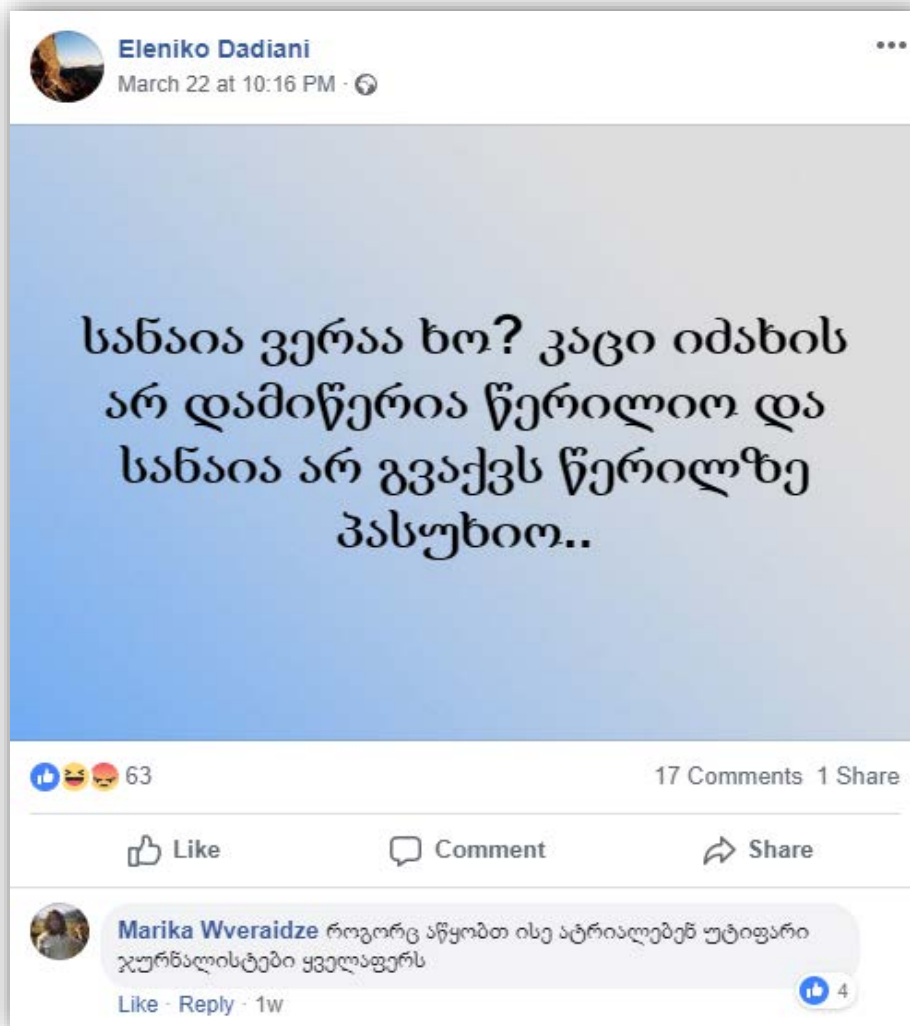 Eleniko Dadiani
March 22 at 10:16 PM ·
სანაია ვერაა ხო? კაცი იძახის
არ დამიწერია წერილიო და
სანაია არ გვაქვს წერილზე
პასუხიო..
63
17 Comments 1 Share
Like Comment Share
Marika Wveraidze როგორც აწყობთ ისე ატრიალებენ უტიფარი
ჟურნალისტები ყველაფერს
4
Like · Reply · 1w